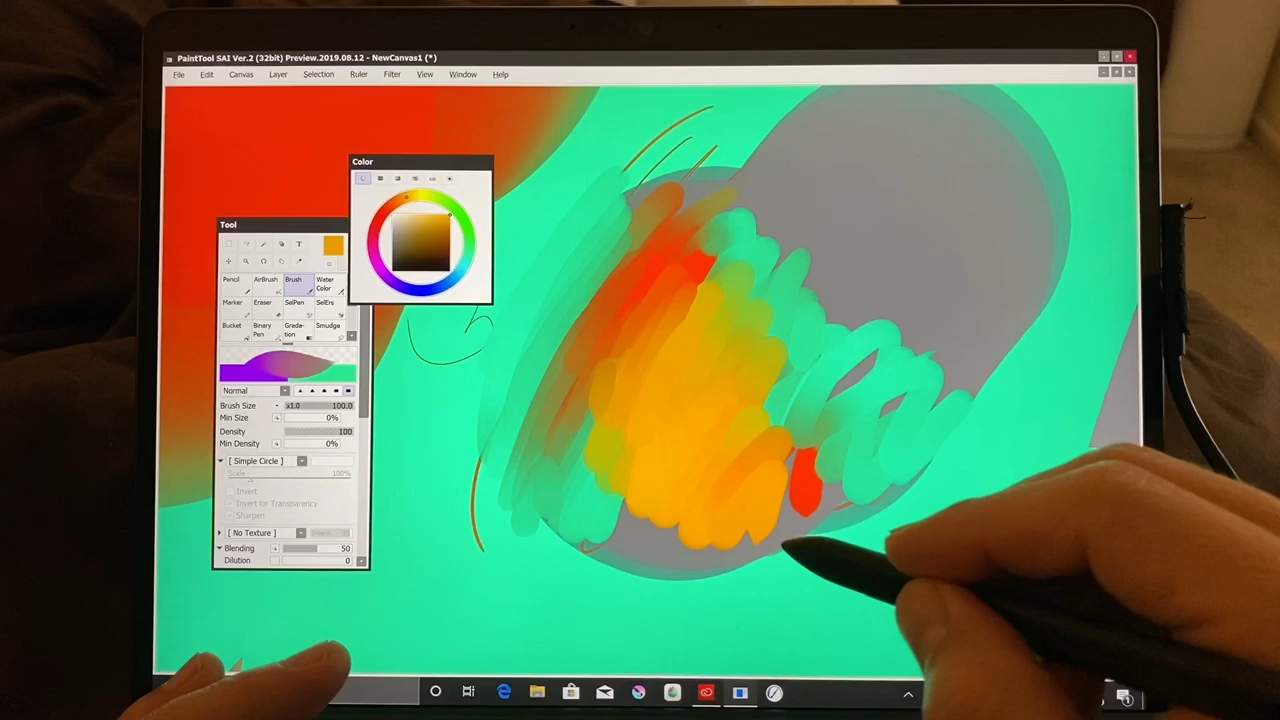 PaintTool SAI Ver.2 (32bit) Preview.2019.08.12 - NewCanvas1 (*)
File Edit Canvas Layer Selection Ruler Filter View Window Help
Color
Tool
T
Pencil AirBrush Brush Water Color
Marker Eraser SelPen SelErs
Bucket Binary Pen Grada-tion Smudge
Normal
Brush Size x1.0 100.0
Min Size 0%
Density 100
Min Density 0%
[ Simple Circle ]
Scale 100%
Invert
Invert for Transparency
Sharpen
[ No Texture ]
Blending 50
Dilution 0
1